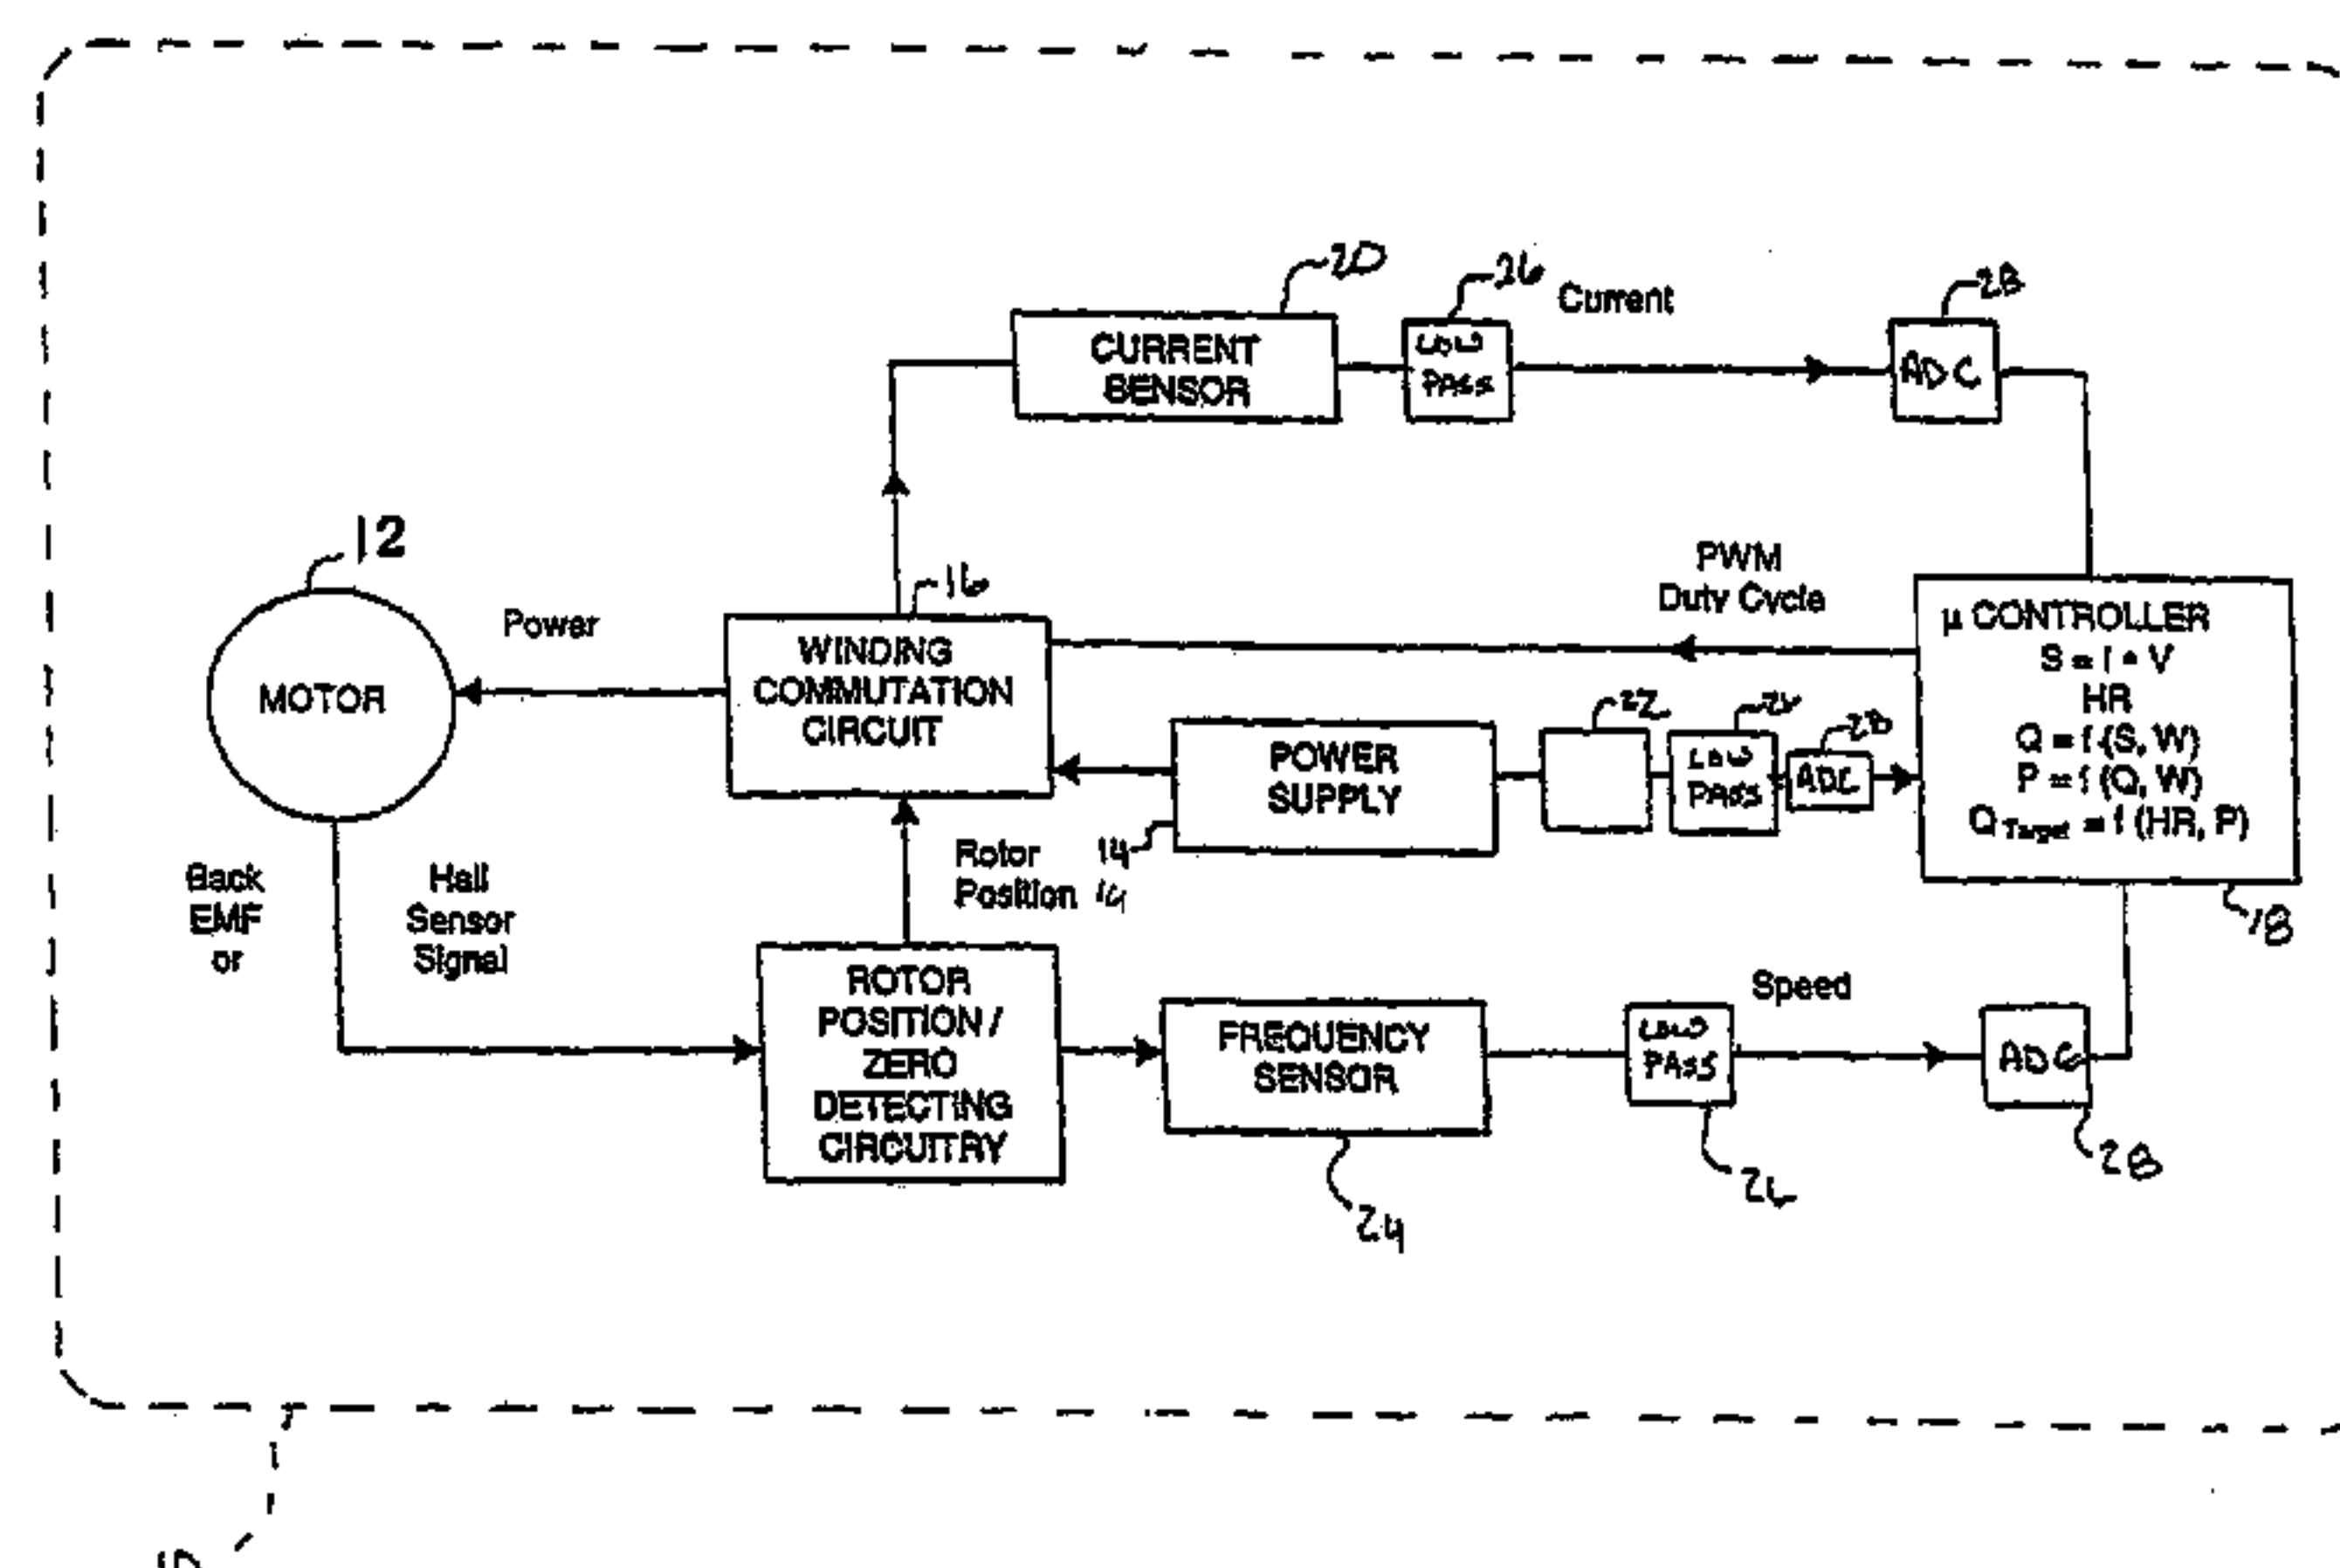 20
26
Current
28
CURRENT
SENSOR
LOW
PASS
ADC
12
Power
16
PWM
Duty Cycle
MOTOR
WINDING
COMMUTATION
CIRCUIT
μ CONTROLLER
S = I • V
HR
Q = f (S, W)
P = f (Q, W)
Q Target = f (HR, P)
22
26
28
POWER
SUPPLY
LOW
PASS
ADC
14
Rotor
Position
14
18
Back
EMF
or
Hall
Sensor
Signal
ROTOR
POSITION /
ZERO
DETECTING
CIRCUITRY
FREQUENCY
SENSOR
Speed
LOW
PASS
ADC
24
26
28